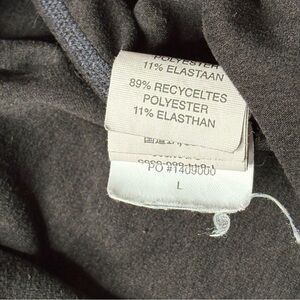 POLYESTER
11% ELASTAAN
89% RECYCELTES
POLYESTER
11% ELASTHAN
PO #1409000
L